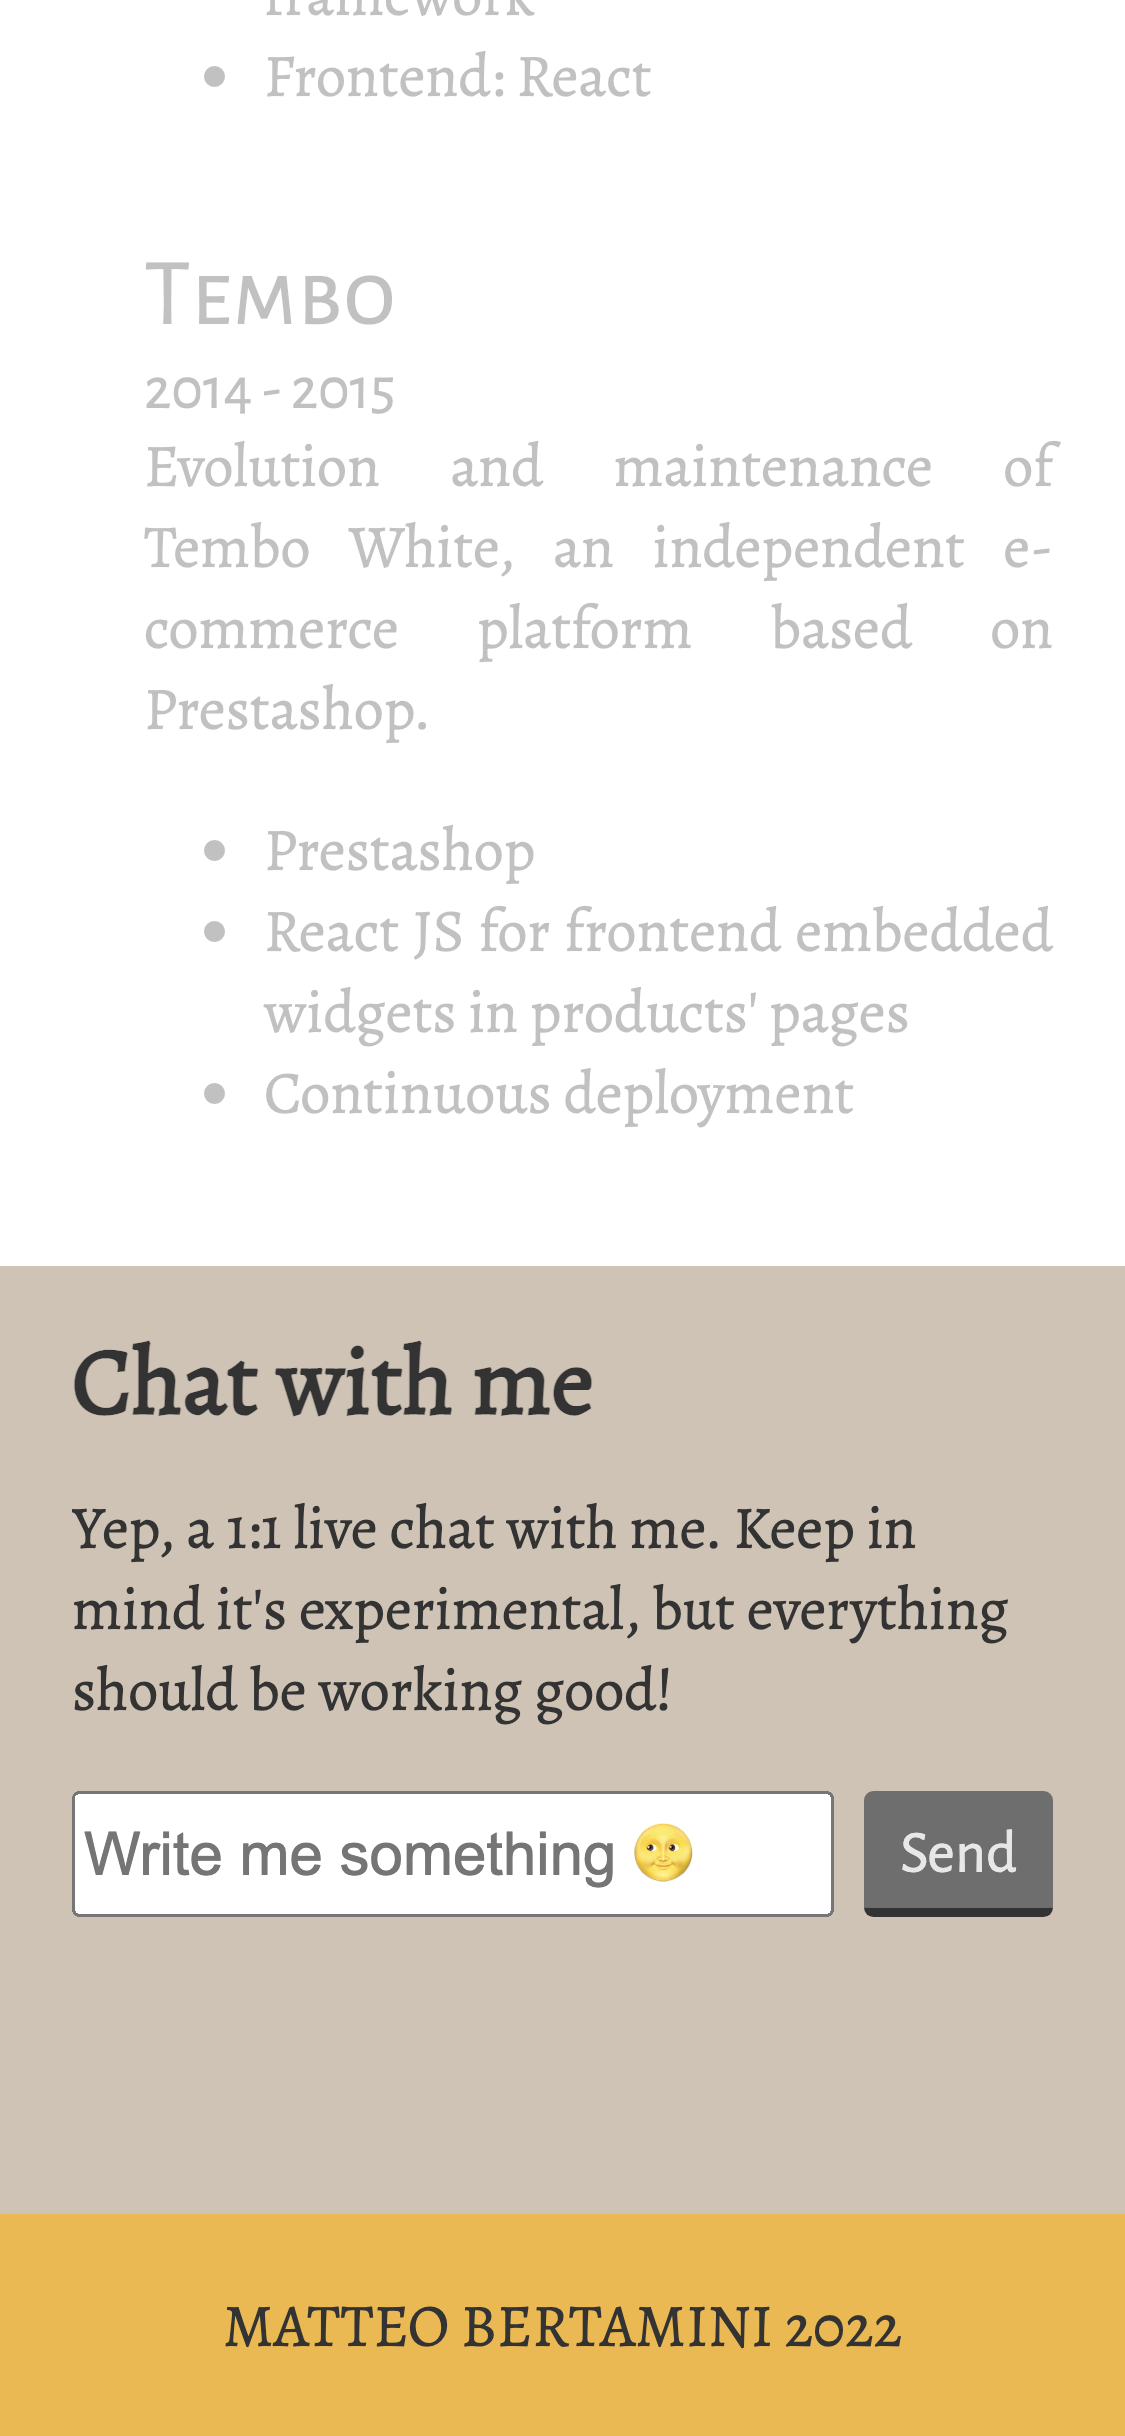 framework
Frontend: React
Tembo
2014 - 2015
Evolution and maintenance of
Tembo White, an independent e-
commerce platform based on
Prestashop.
Prestashop
React JS for frontend embedded
widgets in products' pages
Continuous deployment
Chat with me
Yep, a 1:1 live chat with me. Keep in
mind it's experimental, but everything
should be working good!
Write me something 🌝
Send
MATTEO BERTAMINI 2022